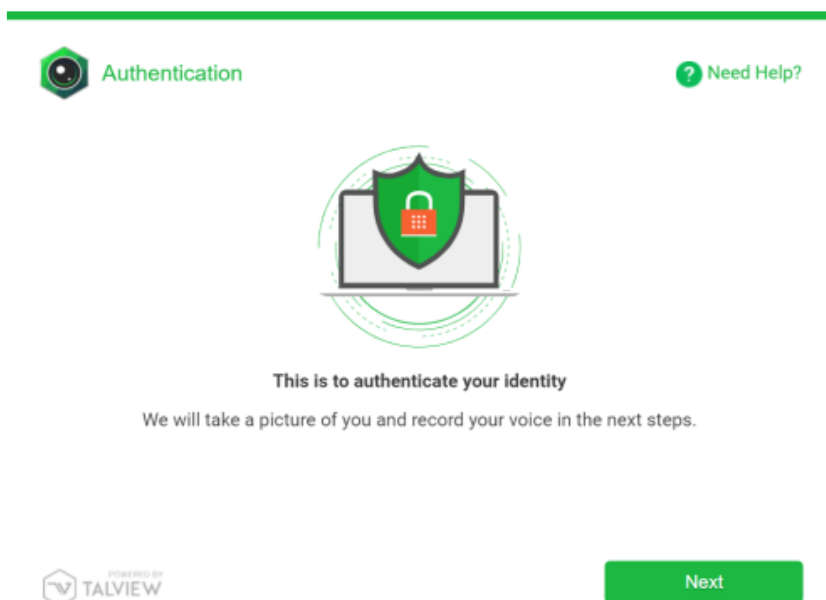 Authentication
? Need Help?
This is to authenticate your identity
We will take a picture of you and record your voice in the next steps.
POWERED BY
TALVIEW
Next